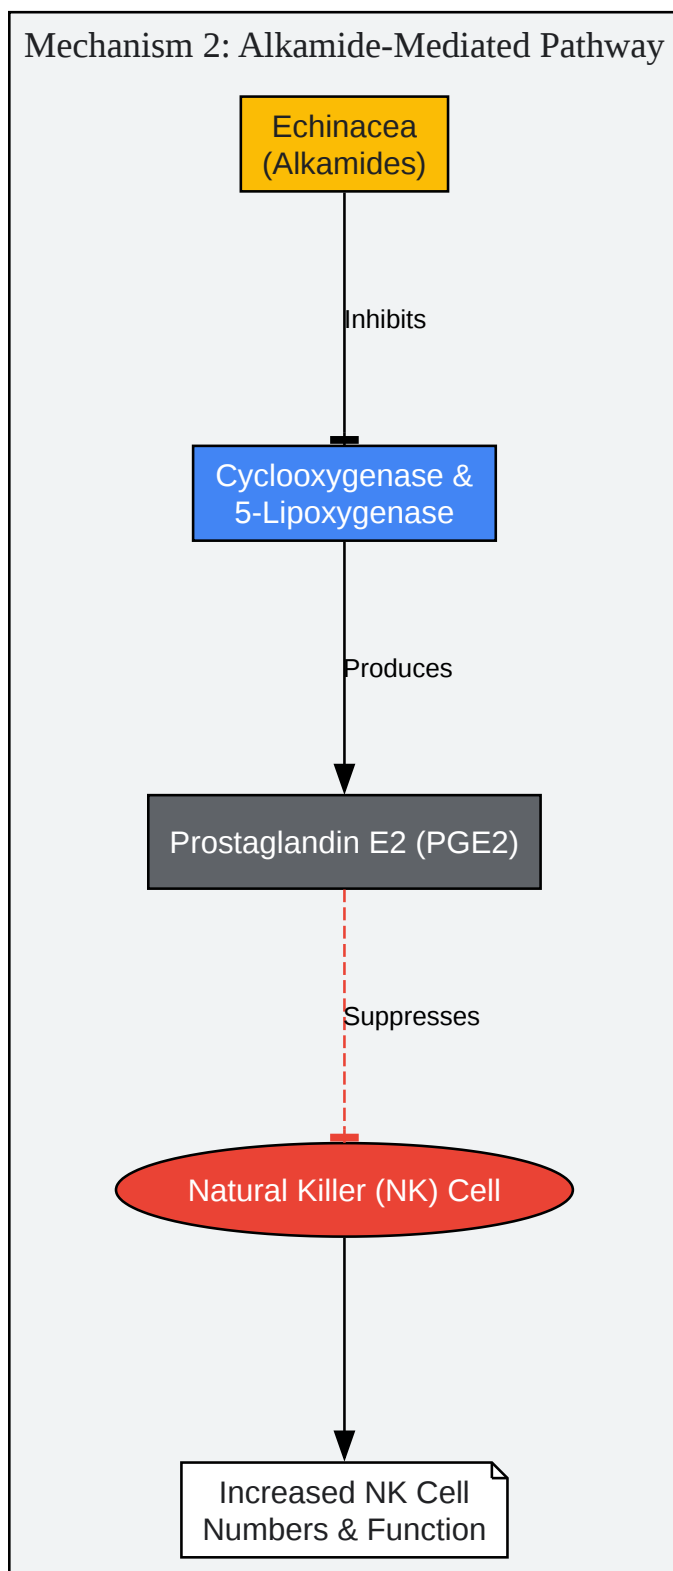 Mechanism 2: Alkamide-Mediated Pathway
Echinacea
(Alkamides)
Inhibits
Cyclooxygenase &
5-Lipoxygenase
Produces
Prostaglandin E2 (PGE2)
Suppresses
Natural Killer (NK) Cell
Increased NK Cell
Numbers & Function